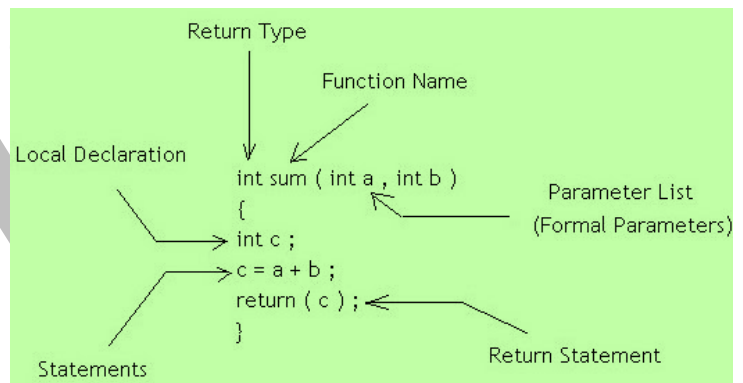 Return Type
Function Name
Local Declaration
int sum ( int a , int b )
Parameter List
(Formal Parameters)
{
int c ;
c = a + b ;
return ( c ) ;
}
Return Statement
Statements